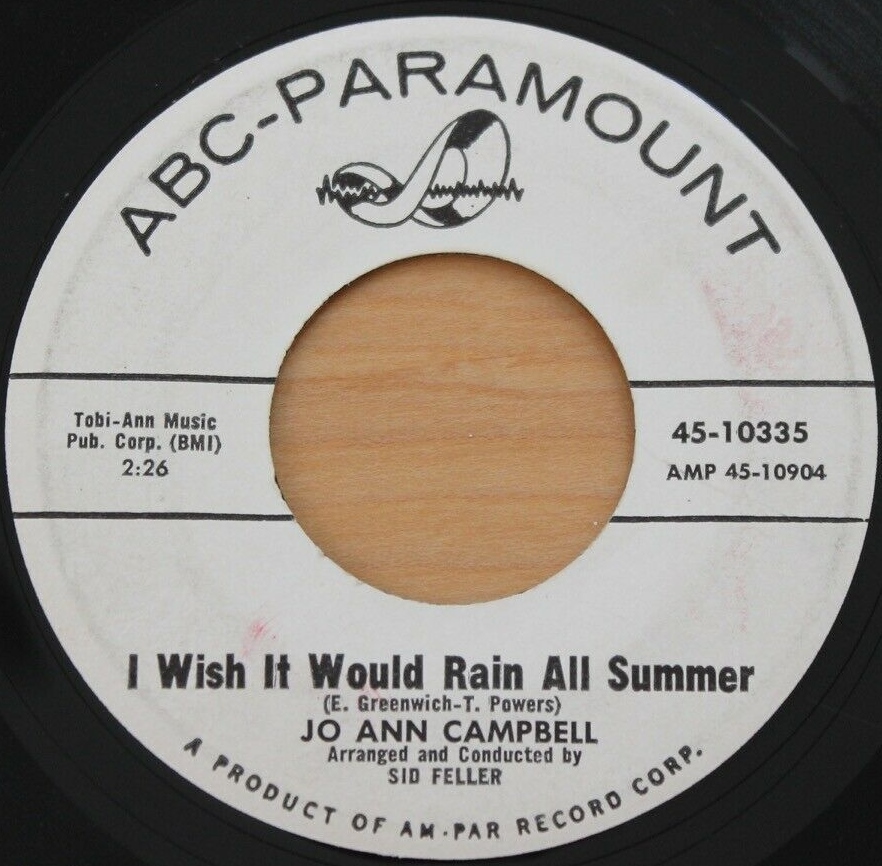 ABC-PARAMOUNT
Tobi-Ann Music
Pub. Corp. (BMI)
2:26
45-10335
AMP 45-10904
I Wish It Would Rain All Summer
(E. Greenwich-T. Powers)
JO ANN CAMPBELL
Arranged and Conducted by
SID FELLER
A PRODUCT OF AM-PAR RECORD CORP.